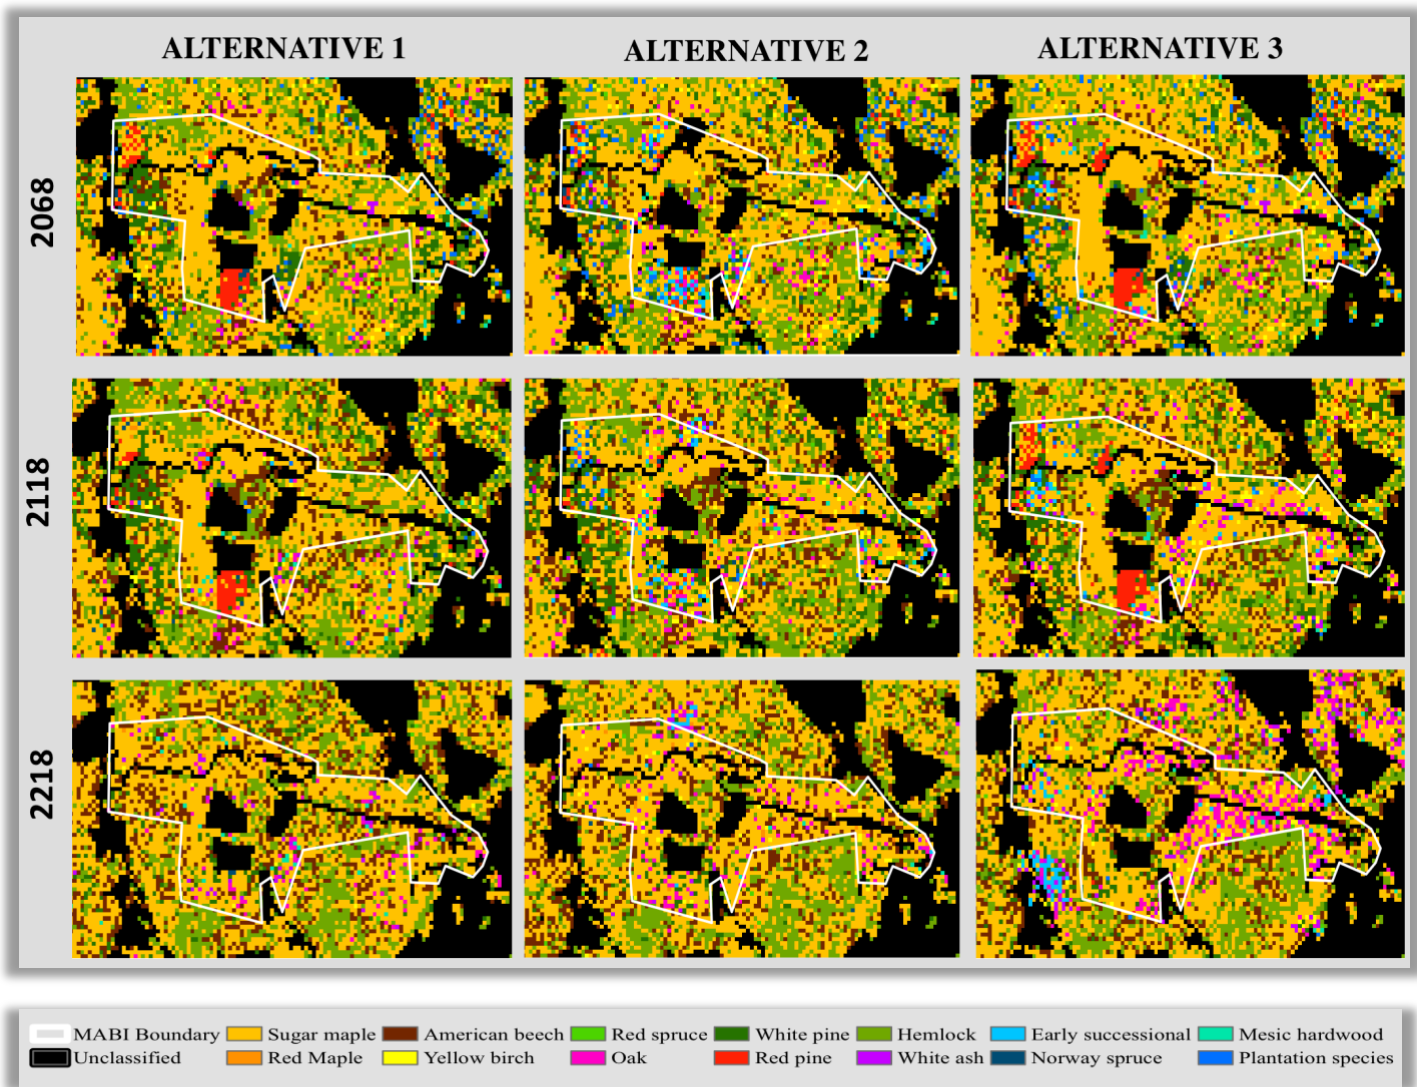 ALTERNATIVE 1 ALTERNATIVE 2 ALTERNATIVE 3
2068
2118
2218
MABI Boundary Sugar maple American beech Red spruce White pine Hemlock Early successional Mesic hardwood
Unclassified Red Maple Yellow birch Oak Red pine White ash Norway spruce Plantation species